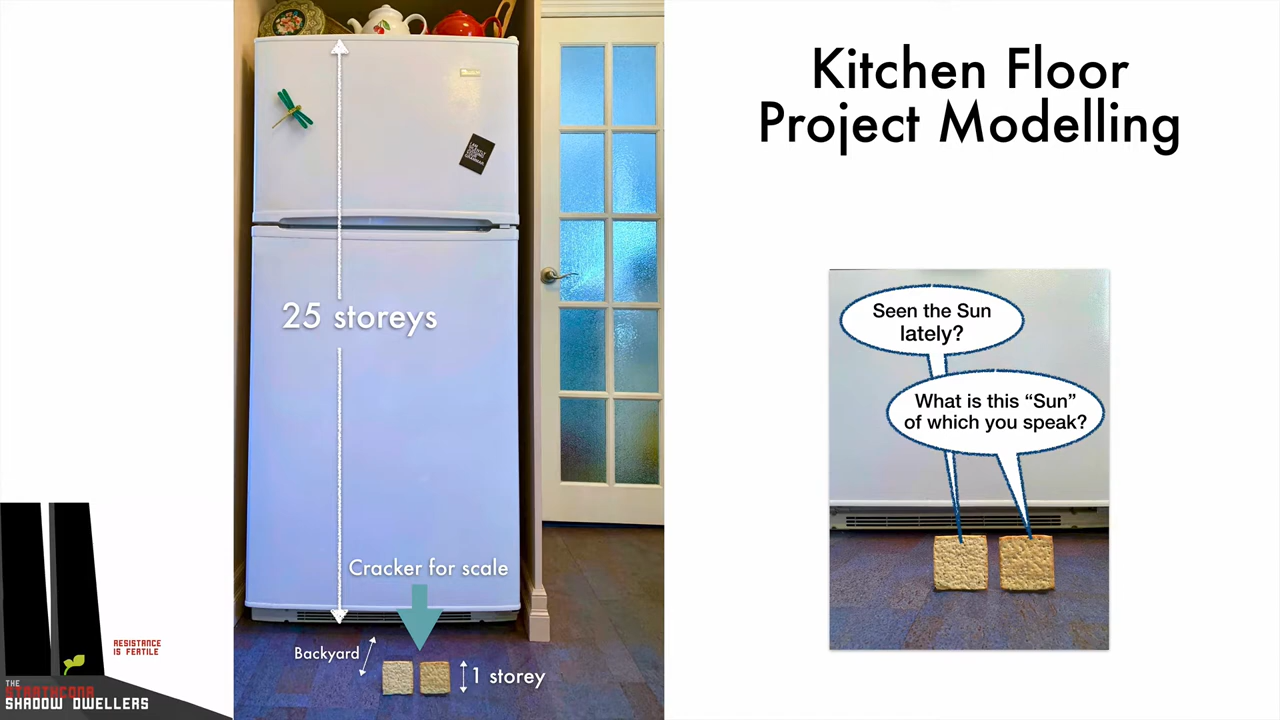 Kitchen Floor
Project Modelling
25 storeys
Cracker for scale
Backyard
1 storey
Seen the Sun
lately?
What is this “Sun”
of which you speak?
RESISTANCE
IS FERTILE
THE
STRATHCONA
SHADOW DWELLERS